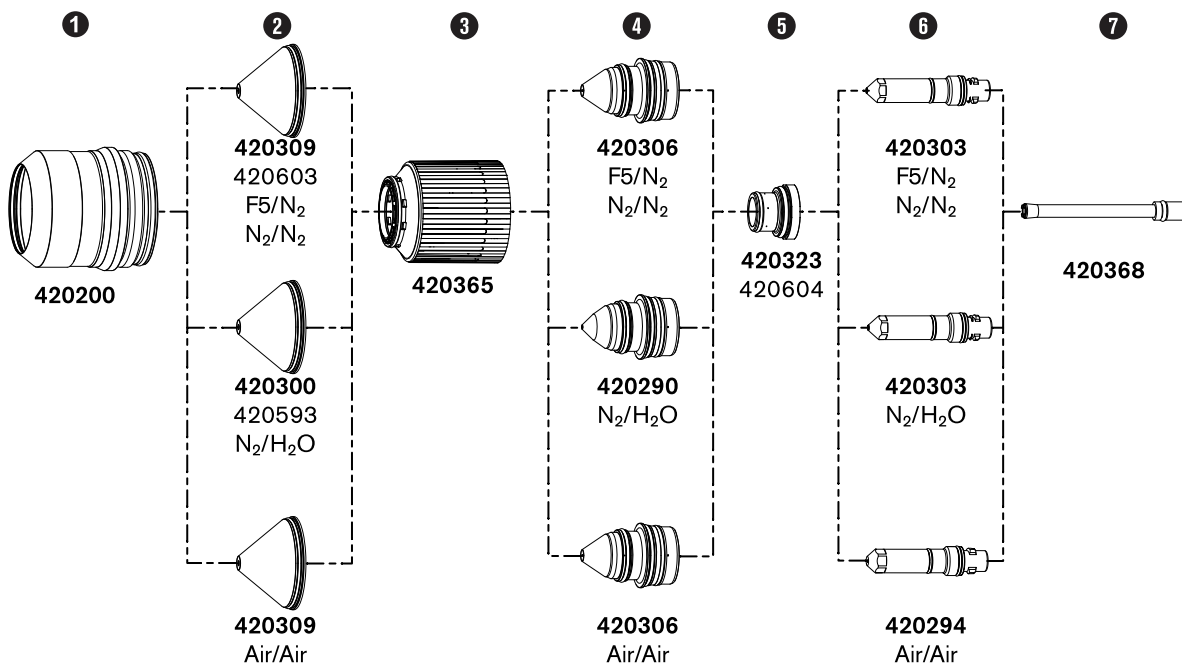 1 2 3 4 5 6 7
420200
420309
420603
F5/N₂
N₂/N₂
420300
420593
N₂/H₂O
420309
Air/Air
420365
420306
F5/N₂
N₂/N₂
420290
N₂/H₂O
420306
Air/Air
420323
420604
420303
F5/N₂
N₂/N₂
420303
N₂/H₂O
420294
Air/Air
420368